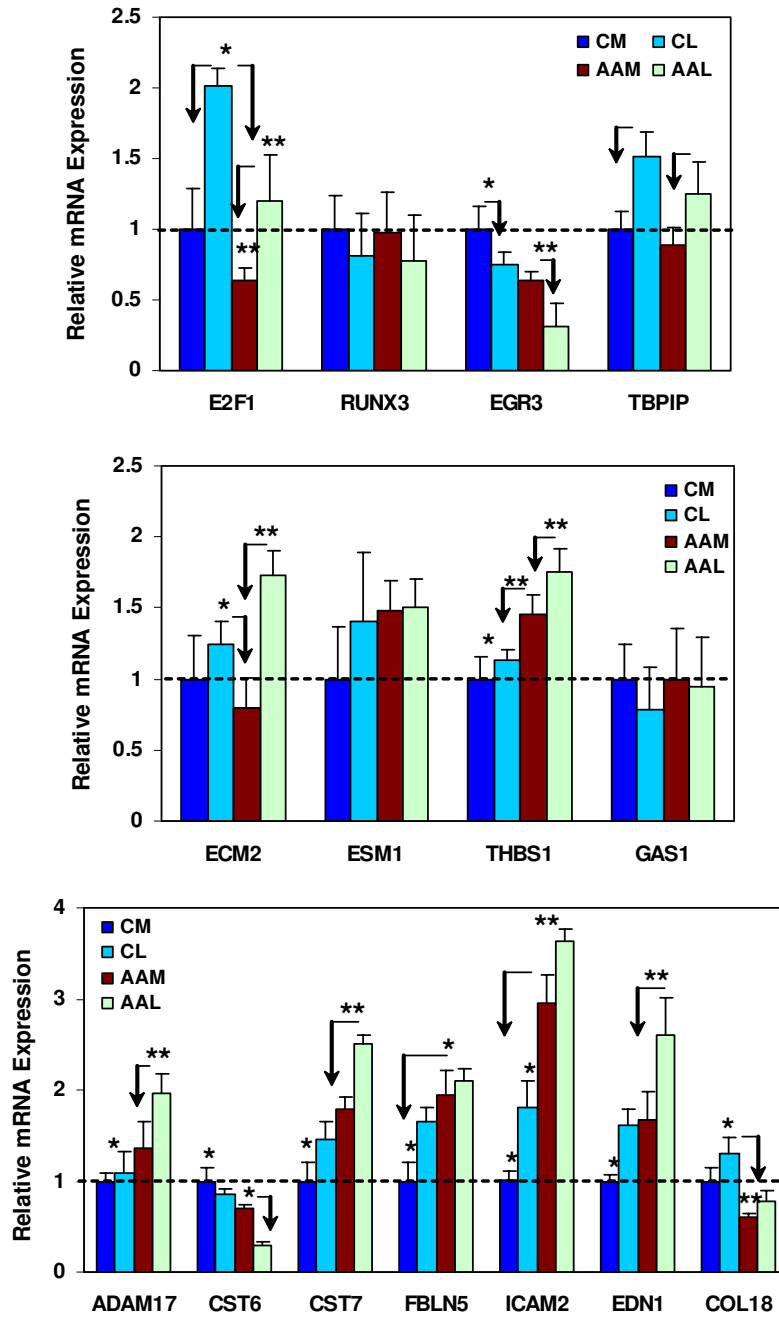 Relative mRNA Expression
2.5
2
1.5
1
0.5
0
CM CL
AAM AAL
* ** ** * **
E2F1 RUNX3 EGR3 TBPIP
Relative mRNA Expression
2.5
2
1.5
1
0.5
0
CM
CL
AAM
AAL
* ** * ** **
ECM2 ESM1 THBS1 GAS1
Relative mRNA Expression
4
3
2
1
0
CM
CL
AAM
AAL
* ** * * * ** * * * * ** * ** * **
ADAM17 CST6 CST7 FBLN5 ICAM2 EDN1 COL18